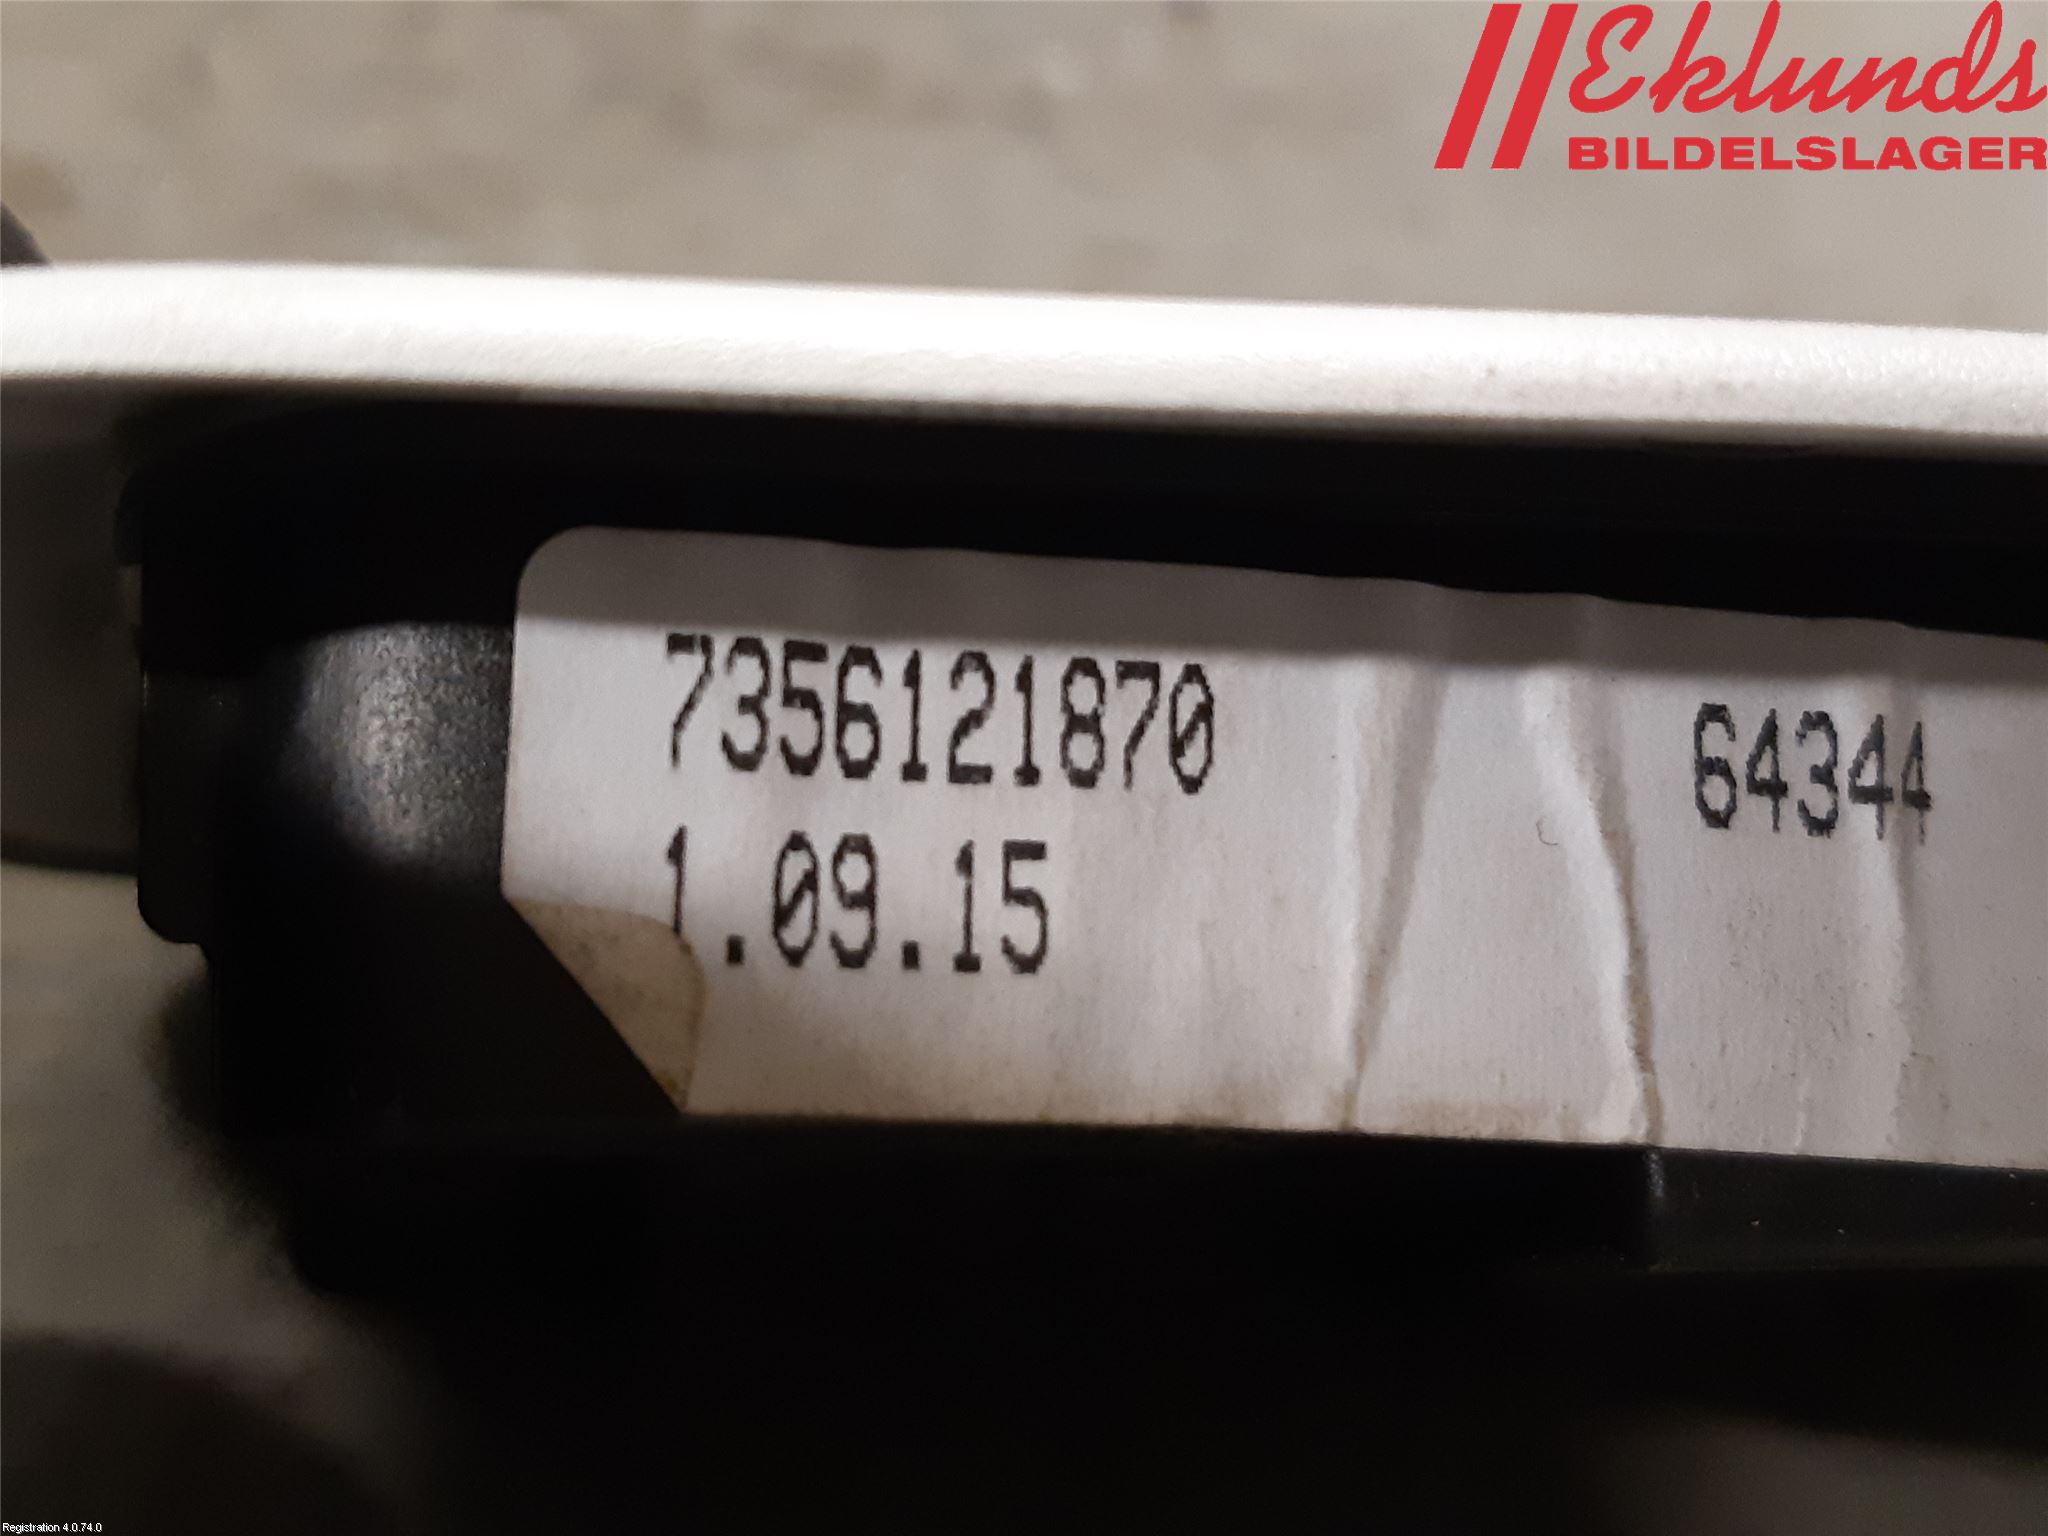 Eklunds
BILDELSLAGER
7356121870
64344
1.09.15
Registration 4.0.74.0